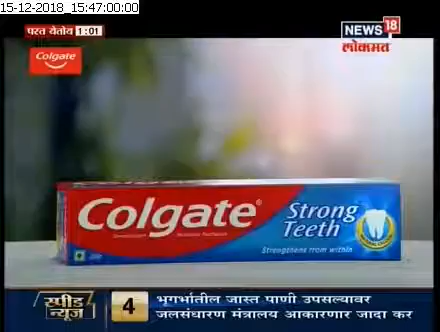 15-12-2018_15:47:00:00
परत येतोय 1:01
NEWS 18
लोकमत
Colgate
Colgate®
Strong
Teeth
Strengthens from within
स्पीड
न्यूज
4
भूगर्भातील जास्त पाणी उपसल्यावर
जलसंधारण मंत्रालय आकारणार जादा कर